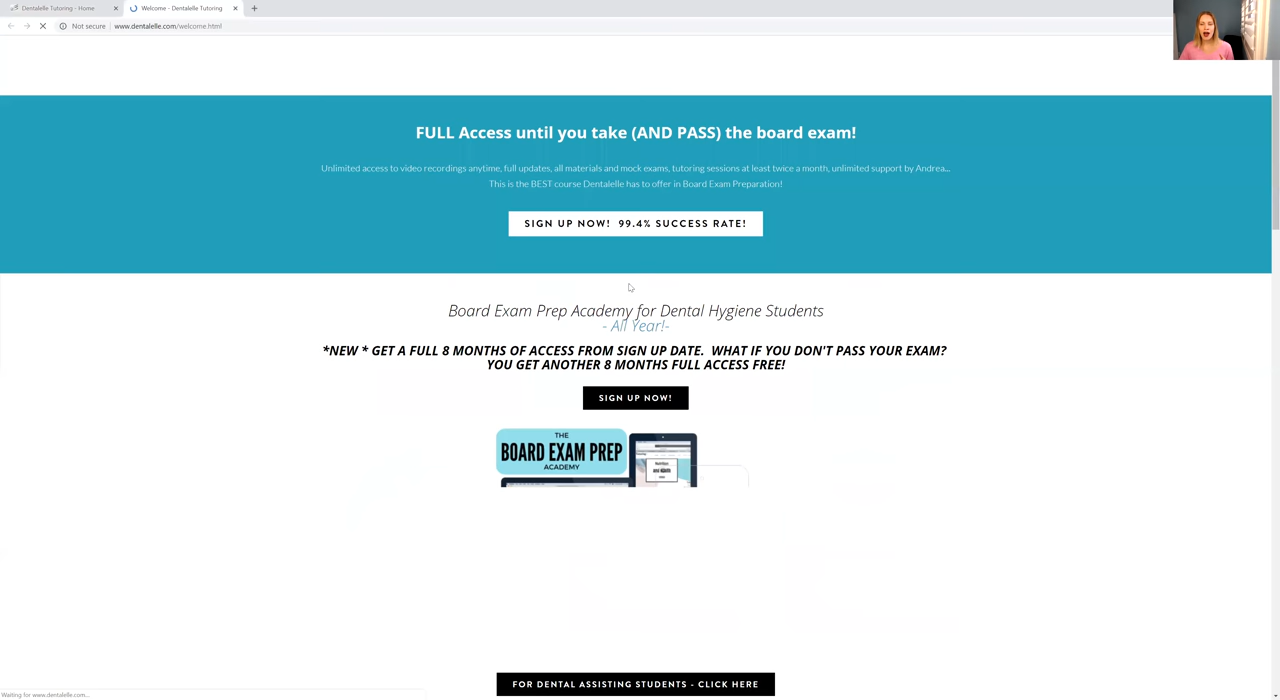 Dentalelle Tutoring - Home
Welcome - Dentalelle Tutoring
Not secure
www.dentalelle.com/welcome.html
FULL Access until you take (AND PASS) the board exam!
Unlimited access to video recordings anytime, full updates, all materials and mock exams, tutoring sessions at least twice a month, unlimited support by Andrea...
This is the BEST course Dentalelle has to offer in Board Exam Preparation!
SIGN UP NOW! 99.4% SUCCESS RATE!
Board Exam Prep Academy for Dental Hygiene Students
- All Year!-
*NEW * GET A FULL 8 MONTHS OF ACCESS FROM SIGN UP DATE. WHAT IF YOU DON'T PASS YOUR EXAM?
YOU GET ANOTHER 8 MONTHS FULL ACCESS FREE!
SIGN UP NOW!
THE
BOARD EXAM PREP
ACADEMY
FOR DENTAL ASSISTING STUDENTS - CLICK HERE
Waiting for www.dentalelle.com...